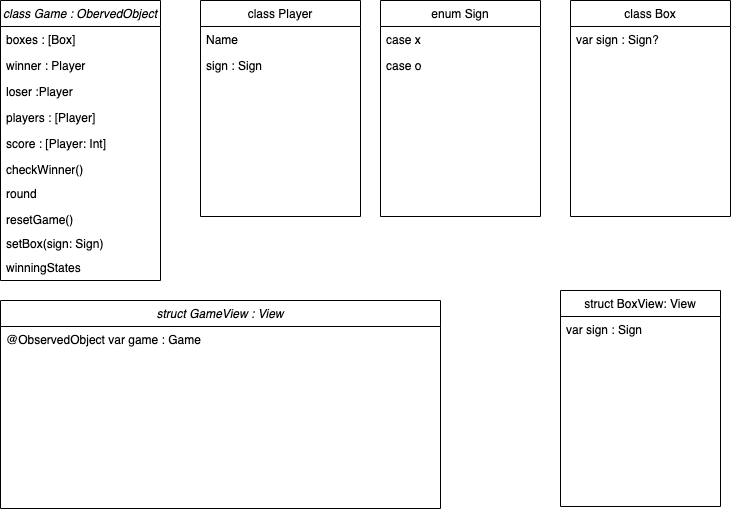 class Game : ObervedObject
boxes : [Box]
winner : Player
loser :Player
players : [Player]
score : [Player: Int]
checkWinner()
round
resetGame()
setBox(sign: Sign)
winningStates
class Player
Name
sign : Sign
enum Sign
case x
case o
class Box
var sign : Sign?
struct GameView : View
@ObservedObject var game : Game
struct BoxView: View
var sign : Sign